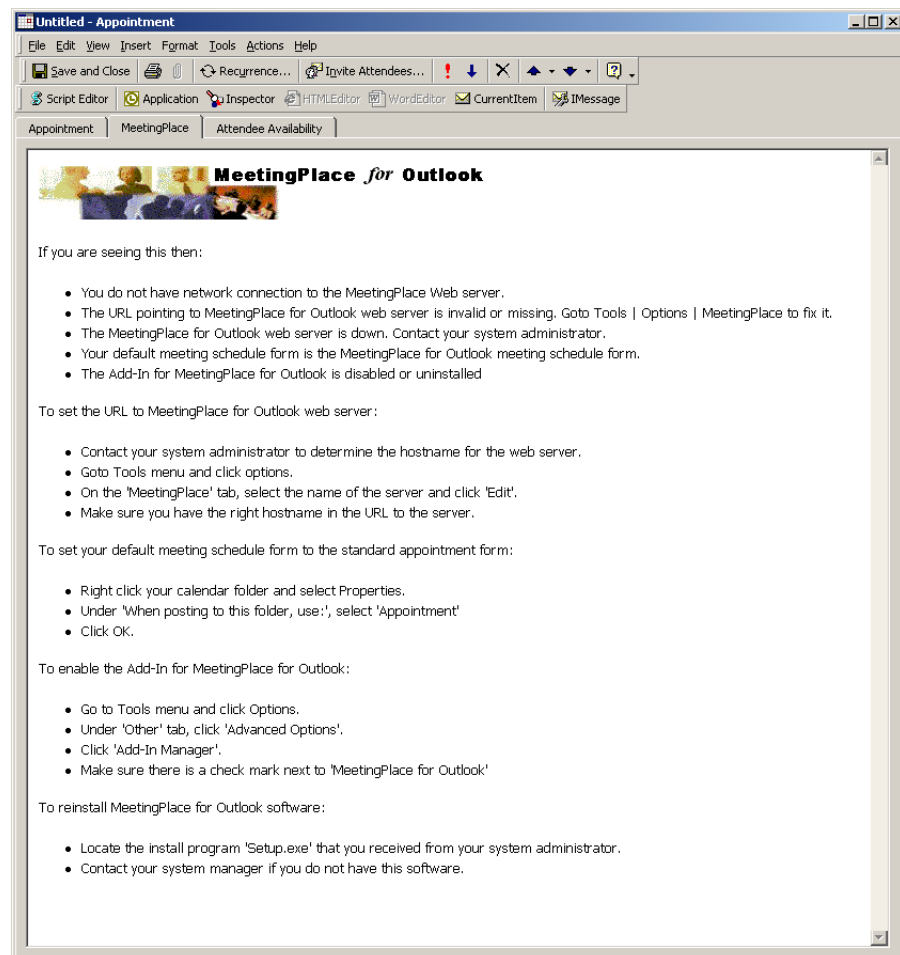 Untitled - Appointment
File Edit View Insert Format Tools Actions Help
Save and Close Recurrence... Invite Attendees...
Script Editor Application Inspector HTMLEditor WordEditor CurrentItem IMessage
Appointment MeetingPlace Attendee Availability
MeetingPlace for Outlook
If you are seeing this then:
• You do not have network connection to the MeetingPlace Web server.
• The URL pointing to MeetingPlace for Outlook web server is invalid or missing. Goto Tools | Options | MeetingPlace to fix it.
• The MeetingPlace for Outlook web server is down. Contact your system administrator.
• Your default meeting schedule form is the MeetingPlace for Outlook meeting schedule form.
• The Add-In for MeetingPlace for Outlook is disabled or uninstalled
To set the URL to MeetingPlace for Outlook web server:
• Contact your system administrator to determine the hostname for the web server.
• Goto Tools menu and click options.
• On the 'MeetingPlace' tab, select the name of the server and click 'Edit'.
• Make sure you have the right hostname in the URL to the server.
To set your default meeting schedule form to the standard appointment form:
• Right click your calendar folder and select Properties.
• Under 'When posting to this folder, use:', select 'Appointment'
• Click OK.
To enable the Add-In for MeetingPlace for Outlook:
• Go to Tools menu and click Options.
• Under 'Other' tab, click 'Advanced Options'.
• Click 'Add-In Manager'.
• Make sure there is a check mark next to 'MeetingPlace for Outlook'
To reinstall MeetingPlace for Outlook software:
• Locate the install program 'Setup.exe' that you received from your system administrator.
• Contact your system manager if you do not have this software.